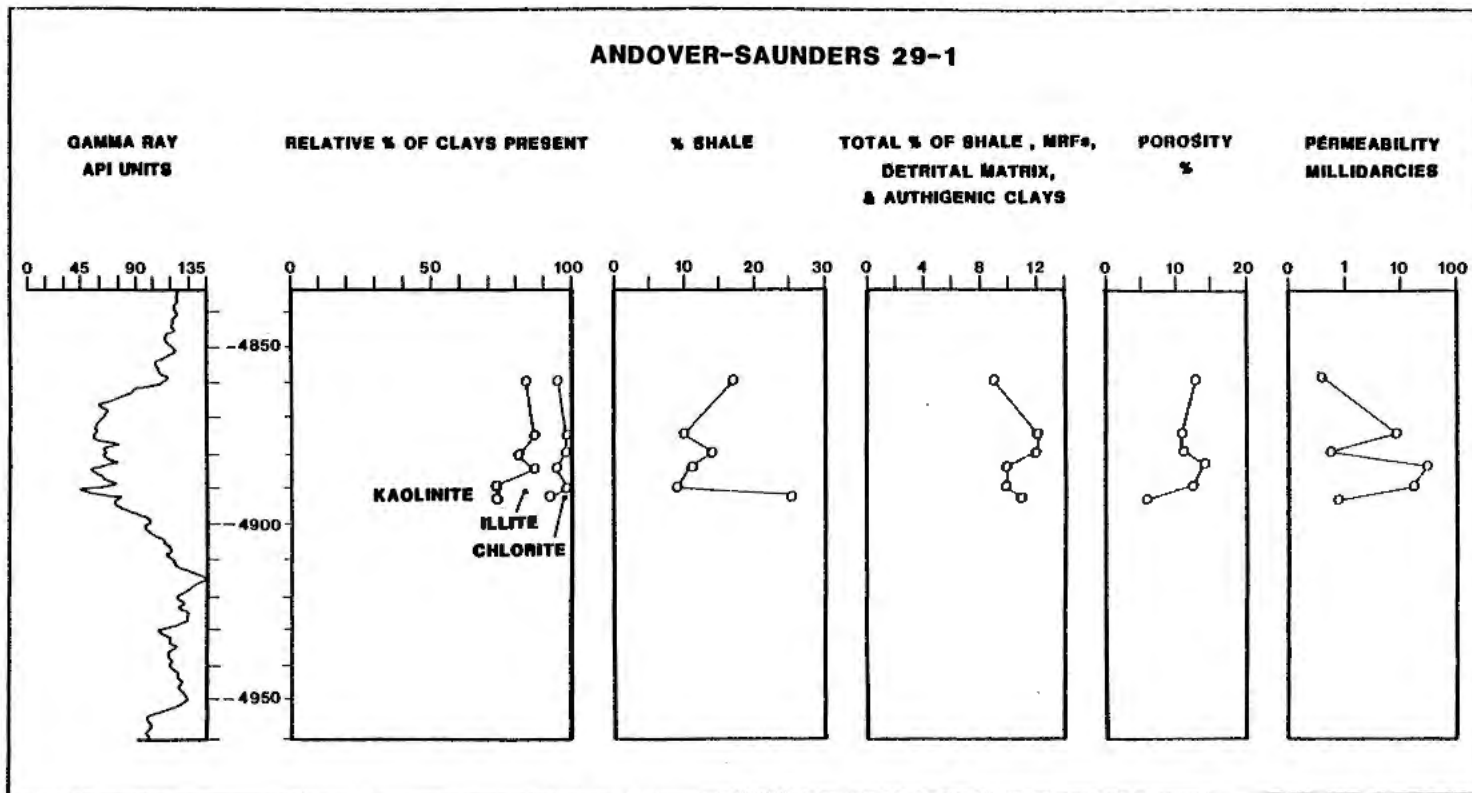 ANDOVER-SAUNDERS 29-1
GAMMA RAY
API UNITS
RELATIVE % OF CLAYS PRESENT
% SHALE
TOTAL % OF SHALE , MRFs,
DETRITAL MATRIX,
& AUTHIGENIC CLAYS
POROSITY
%
PERMEABILITY
MILLIDARCIES
0 45 90 135
0 50 100
0 10 20 30
0 4 8 12
0 10 20
0 1 10 100
-4850
-4900
-4950
KAOLINITE
ILLITE
CHLORITE